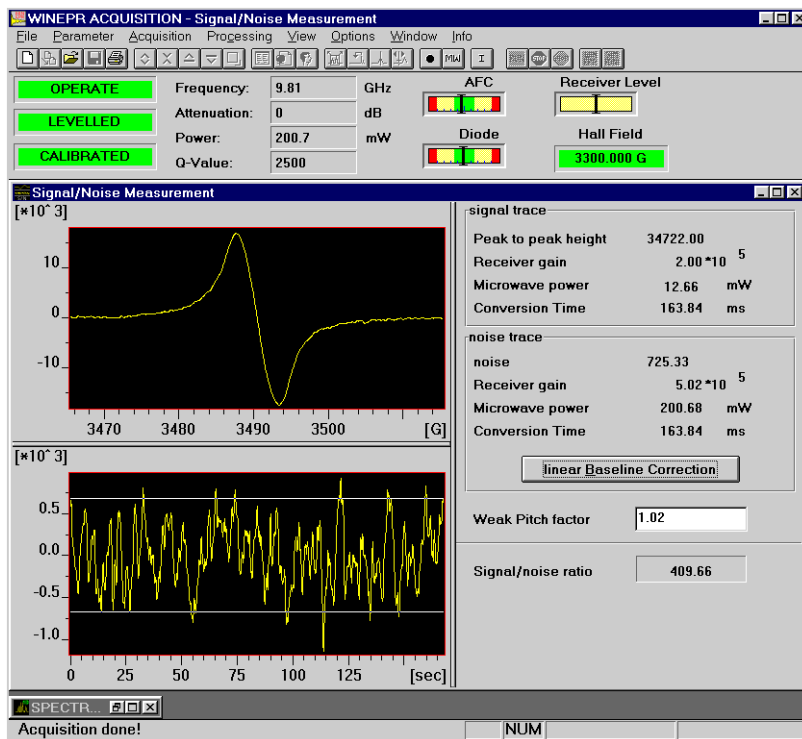 WINEPR ACQUISITION - Signal/Noise Measurement
File Parameter Acquisition Processing View Options Window Info
MW I
OPERATE
LEVELLED
CALIBRATED
Frequency: 9.81 GHz
Attenuation: 0 dB
Power: 200.7 mW
Q-Value: 2500
AFC
Diode
Receiver Level
Hall Field
3300.000 G
Signal/Noise Measurement
[*10^3]
10
0
-10
3470 3480 3490 3500 [G]
[*10^3]
0.5
0.0
-0.5
-1.0
0 25 50 75 100 125 [sec]
signal trace
Peak to peak height 34722.00
Receiver gain 2.00 *10 5
Microwave power 12.66 mW
Conversion Time 163.84 ms
noise trace
noise 725.33
Receiver gain 5.02 *10 5
Microwave power 200.68 mW
Conversion Time 163.84 ms
linear Baseline Correction
Weak Pitch factor 1.02
Signal/noise ratio 409.66
SPECTR...
Acquisition done!
NUM